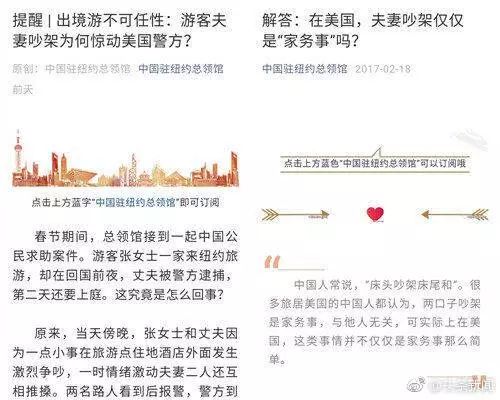 提醒 | 出境游不可任性：游客夫
妻吵架为何惊动美国警方？
原创：中国驻纽约总领馆 中国驻纽约总领馆
前天
点击上方蓝字“中国驻纽约总领馆”即可订阅
春节期间，总领馆接到一起中国公
民求助案件。游客张女士一家来纽约旅
游，却在回国前夜，丈夫被警方逮捕，
第二天还要上庭。这究竟是怎么回事？
原来，当天傍晚，张女士和丈夫因
为一点小事在旅游点住地酒店外面发生
激烈争吵，一时情绪激动夫妻二人还互
相推搡。两名路人看到后报警，警方到
解答：在美国，夫妻吵架仅仅
是“家务事”吗？
中国驻纽约总领馆 2017-02-18
点击上方蓝色“中国驻纽约总领馆”可以订阅哦
中国人常说，“床头吵架床尾和”。很
多旅居美国的中国人都认为，两口子吵架
是家务事，与他人无关，可实际上在美
国，这类事情并不仅仅是家务事那么简
单。